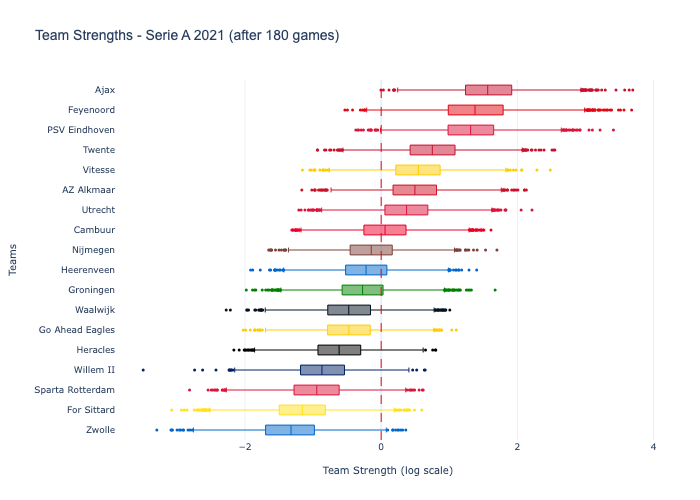 Team Strengths - Serie A 2021 (after 180 games)
Ajax
Feyenoord
PSV Eindhoven
Twente
Vitesse
AZ Alkmaar
Utrecht
Cambuur
Nijmegen
Heerenveen
Groningen
Waalwijk
Go Ahead Eagles
Heracles
Willem II
Sparta Rotterdam
For Sittard
Zwolle
Teams
−2 0 2 4
Team Strength (log scale)